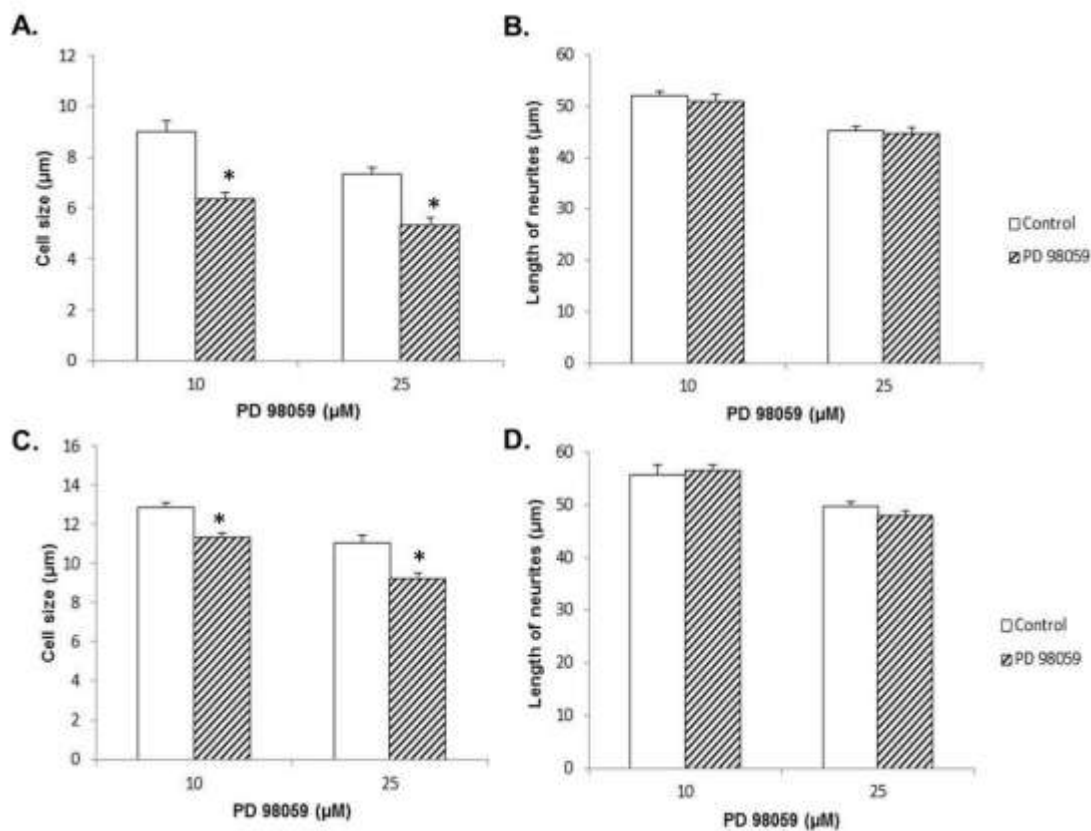 A.
12
10
8
6
4
2
0
Cell size (µm)
*
*
10
25
PD 98059 (µM)
B.
60
50
40
30
20
10
0
Length of neurites (µm)
10
25
PD 98059 (µM)
Control
PD 98059
C.
16
14
12
10
8
6
4
2
0
Cell size (µm)
*
*
10
25
PD 98059 (µM)
D.
60
50
40
30
20
10
0
Length of neurites (µm)
10
25
PD 98059 (µM)
Control
PD 98059